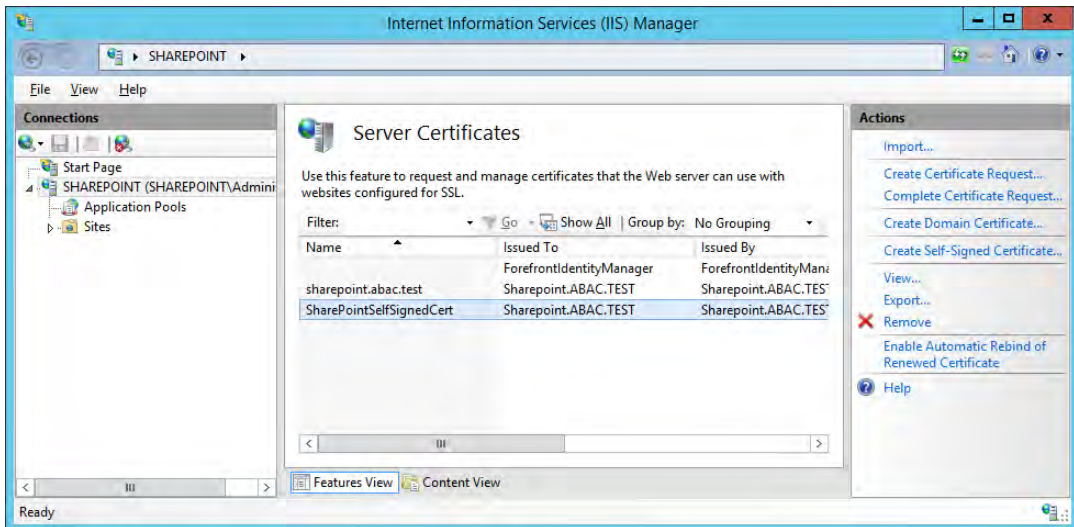 Internet Information Services (IIS) Manager
SHAREPOINT
File View Help
Connections
Start Page
SHAREPOINT (SHAREPOINT\Admini
Application Pools
Sites
Server Certificates
Use this feature to request and manage certificates that the Web server can use with
websites configured for SSL.
Filter: Go Show All Group by: No Grouping
Name Issued To Issued By
ForefrontIdentityManager ForefrontIdentityMana
sharepoint.abac.test Sharepoint.ABAC.TEST Sharepoint.ABAC.TES
SharePointSelfSignedCert Sharepoint.ABAC.TEST Sharepoint.ABAC.TES
Features View Content View
Actions
Import...
Create Certificate Request...
Complete Certificate Request...
Create Domain Certificate...
Create Self-Signed Certificate...
View...
Export...
Remove
Enable Automatic Rebind of
Renewed Certificate
Help
Ready